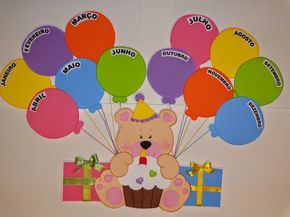 JANEIRO
FEVEREIRO
MARÇO
ABRIL
MAIO
JUNHO
JULHO
AGOSTO
SETEMBRO
OUTUBRO
NOVEMBRO
DEZEMBRO